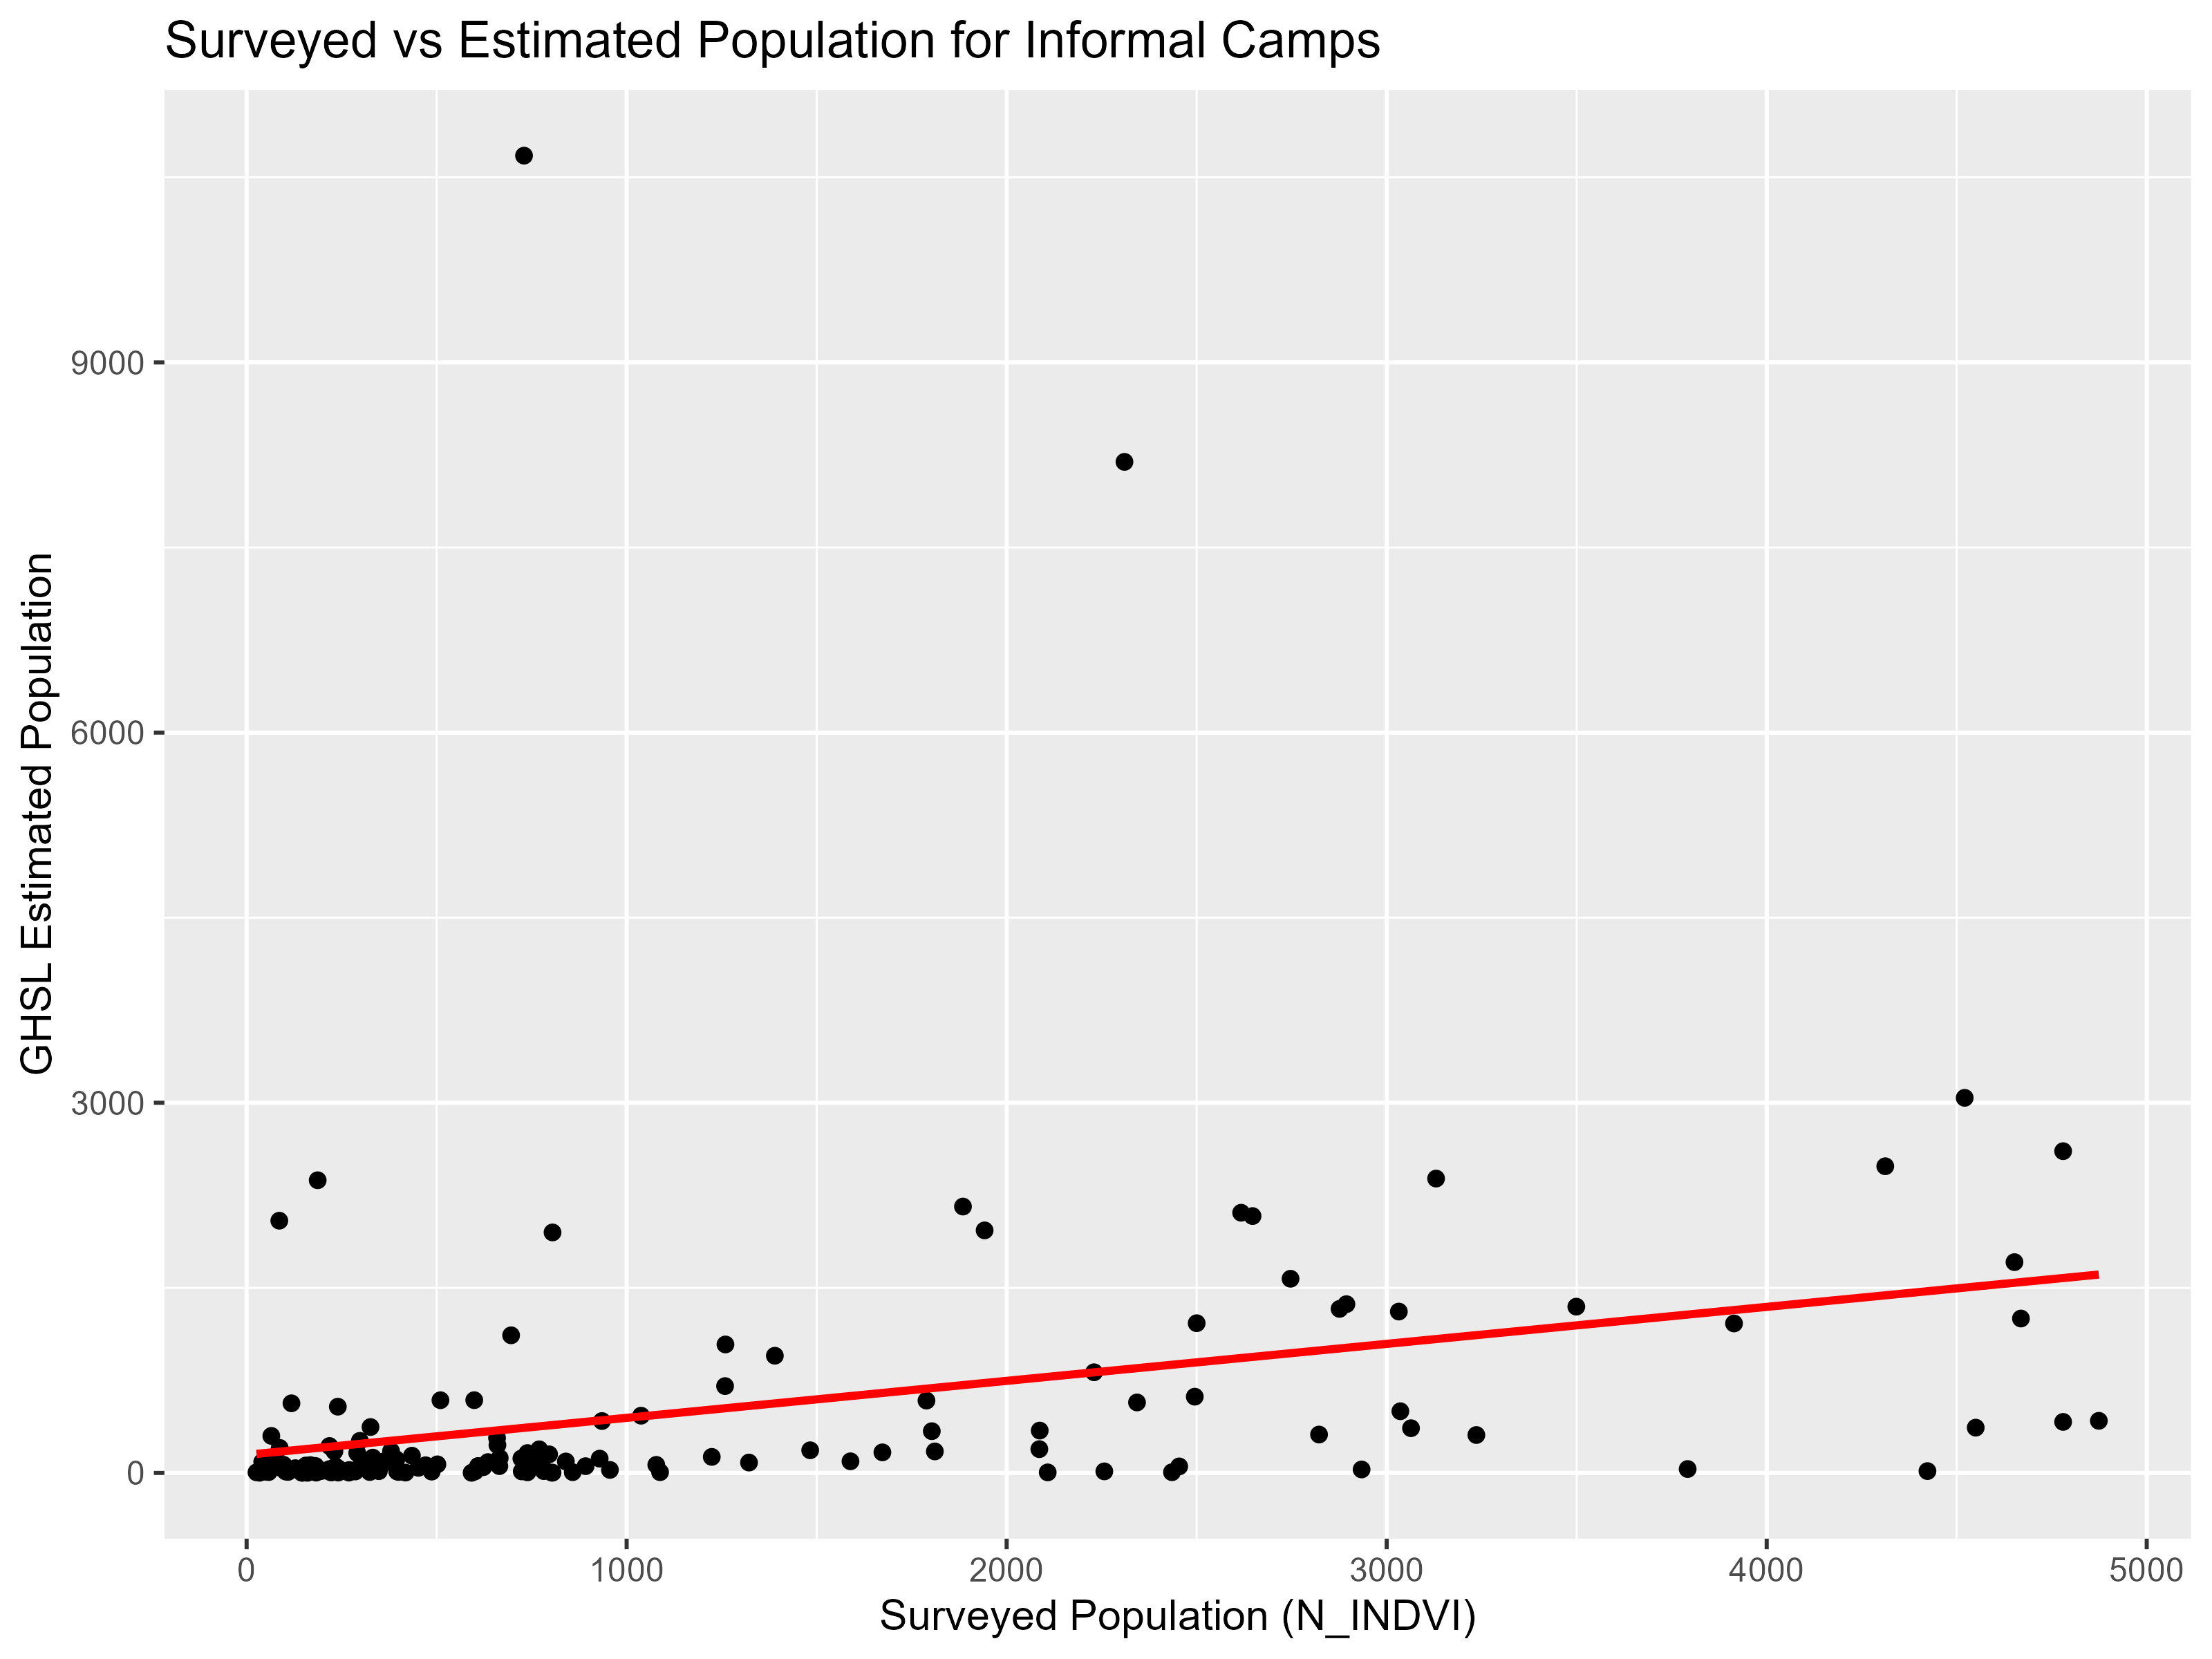 Surveyed vs Estimated Population for Informal Camps
GHSL Estimated Population
9000
6000
3000
0
0 1000 2000 3000 4000 5000
Surveyed Population (N_INDVI)